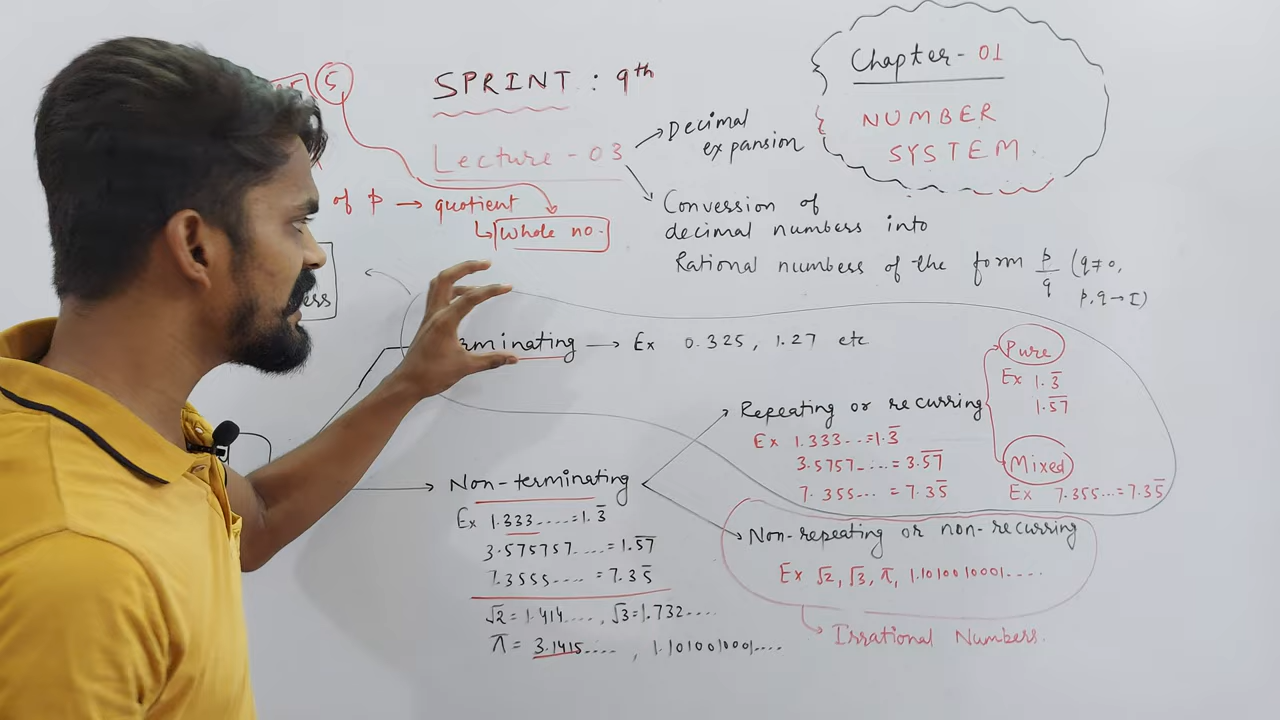 Chapter- 01
NUMBER
SYSTEM
5
SPRINT : 9th
Lecture - 03
Decimal
expansion
of p → quotient
Whole no.
Conversion of
decimal numbers into
Rational numbers of the form p/q (q≠0,
p,q→I)
ess
rminating → Ex 0.325, 1.27 etc
Pure
Ex 1.3̅
1.5̅7̅
Repeating or recurring
Ex 1.333...=1.3̅
3.5757.....=3.5̅7̅
7.355... = 7.35̅
Mixed
Ex 7.355...=7.35̅
Non-terminating
Ex 1.333.....=1.3̅
3.575757.....=1.5̅7̅
7.3555..... =7.35̅
√2=1.414...., √3=1.732....
π= 3.1415....., 1.1010010001....
Non-repeating or non-recurring
Ex √2, √3, π, 1.1010010001.....
Irrational Numbers.